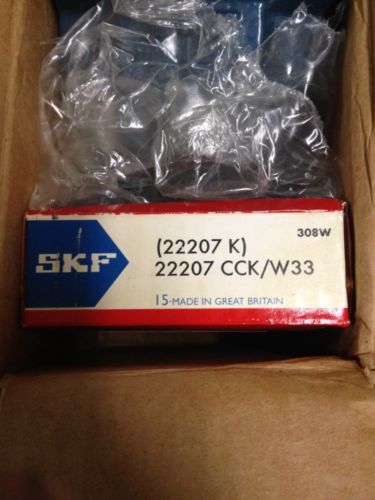 308W
SKF
(22207 K)
22207 CCK/W33
15-MADE IN GREAT BRITAIN